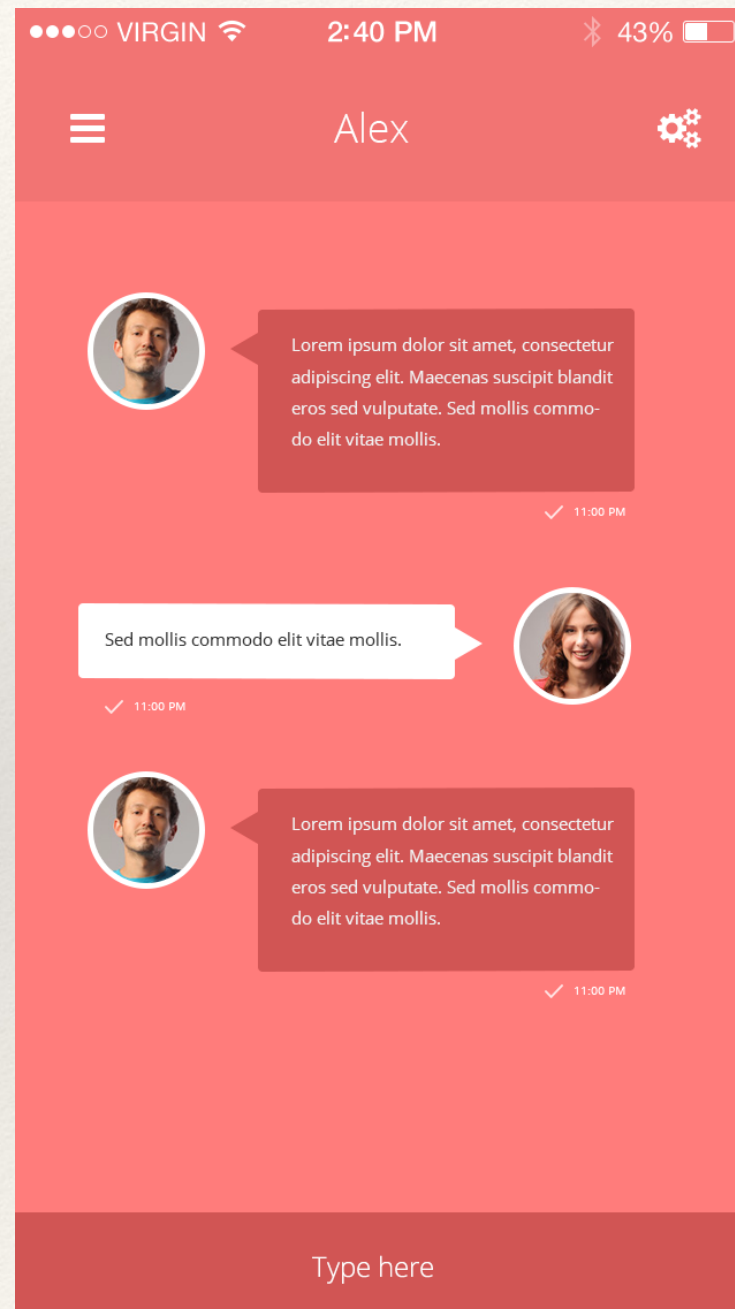 VIRGIN 2:40 PM 43%
Alex
Lorem ipsum dolor sit amet, consectetur
adipiscing elit. Maecenas suscipit blandit
eros sed vulputate. Sed mollis commo-
do elit vitae mollis.
11:00 PM
Sed mollis commodo elit vitae mollis.
11:00 PM
Lorem ipsum dolor sit amet, consectetur
adipiscing elit. Maecenas suscipit blandit
eros sed vulputate. Sed mollis commo-
do elit vitae mollis.
11:00 PM
Type here